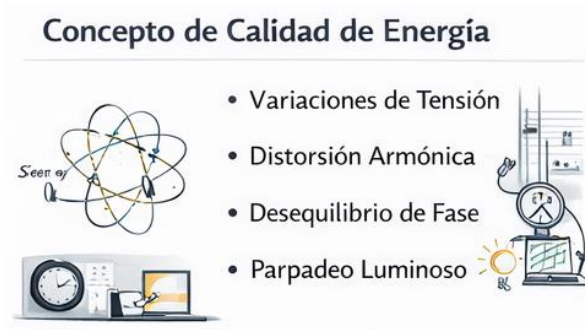 Concepto de Calidad de Energía
• Variaciones de Tensión
• Distorsión Armónica
• Desequilibrio de Fase
• Parpadeo Luminoso